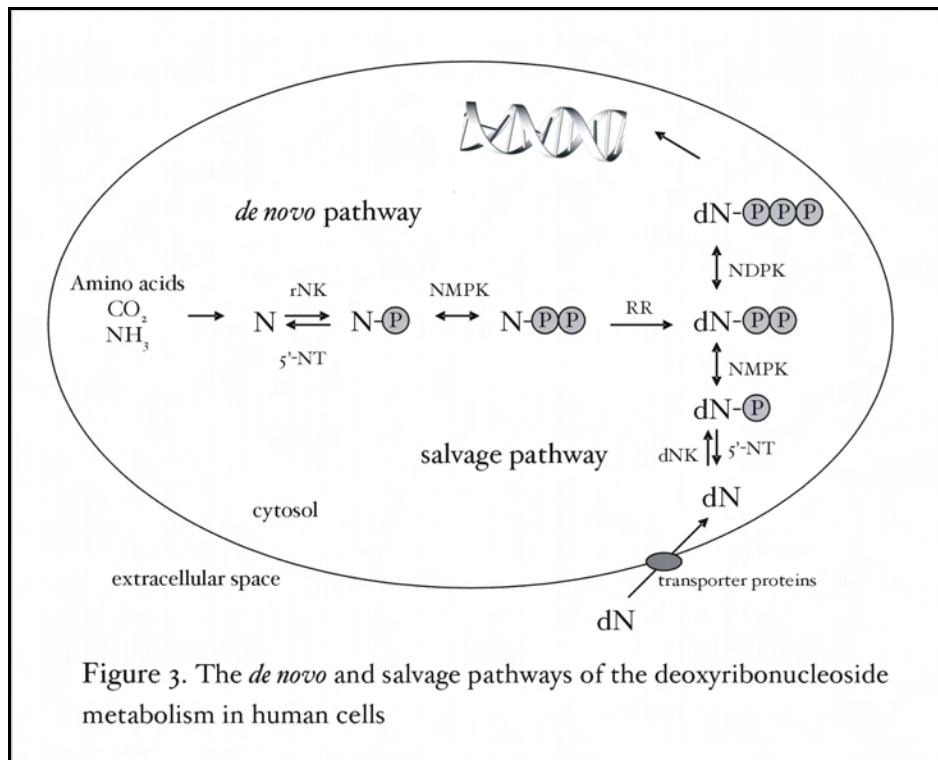 de novo pathway
dN-PPP
NDPK
Amino acids
CO₂
NH₃
N
rNK
5'-NT
N-P
NMPK
N-PP
RR
dN-PP
NMPK
dN-P
salvage pathway
dNK
5'-NT
dN
cytosol
extracellular space
transporter proteins
dN
Figure 3. The de novo and salvage pathways of the deoxyribonucleoside
metabolism in human cells